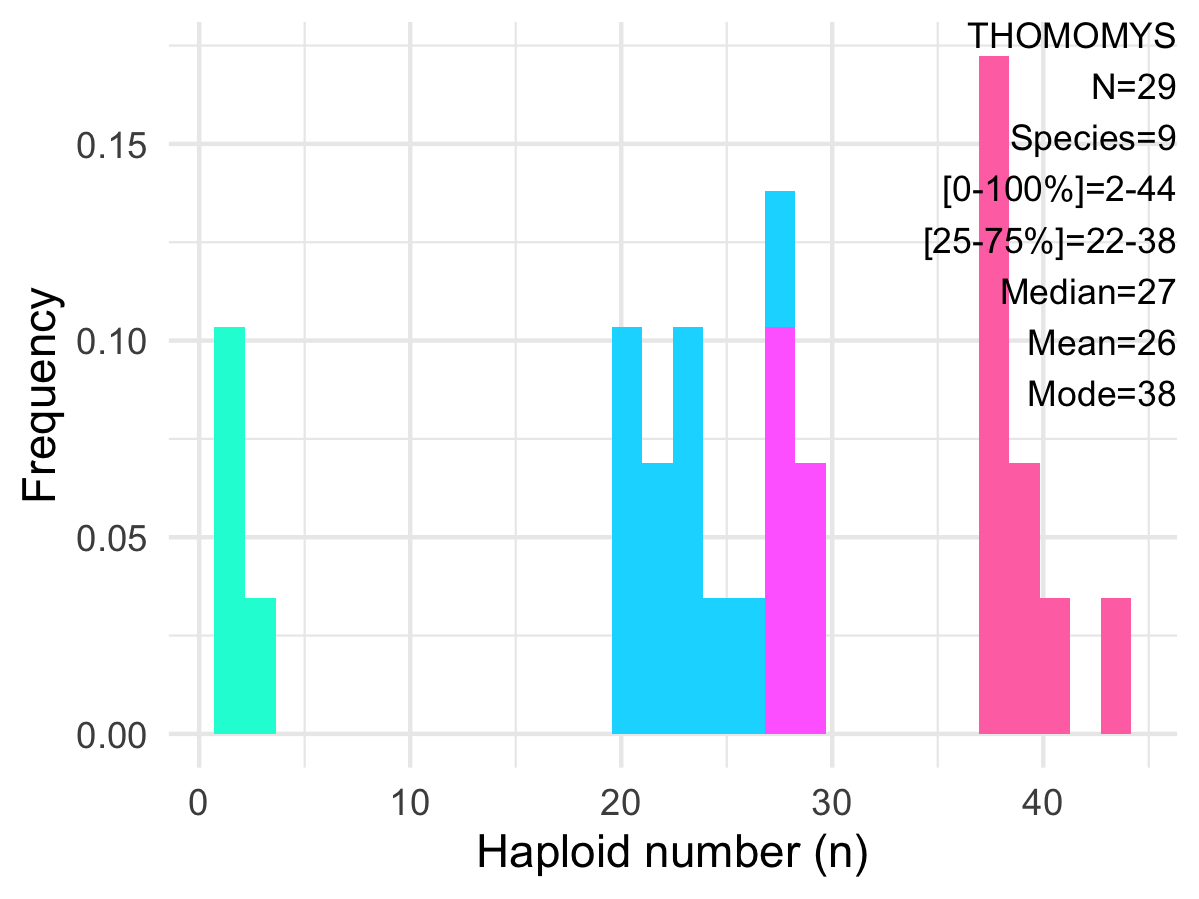 THOMOMYS
N=29
Species=9
[0-100%]=2-44
[25-75%]=22-38
Median=27
Mean=26
Mode=38
0.15
0.10
0.05
0.00
Frequency
0 10 20 30 40
Haploid number (n)